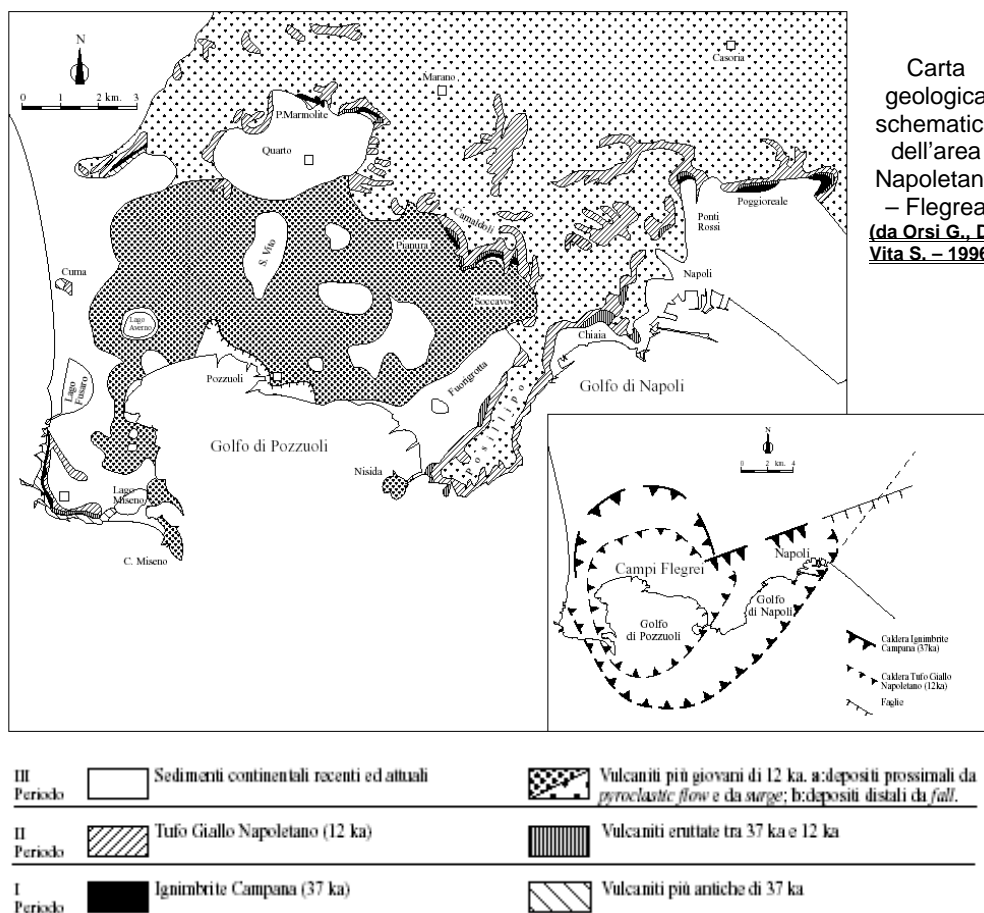 N
0 1 2 km. 3
Marano
Casoria
P.Marmolite
Quarto
Camaldoli
Pianura
Poggioreale
Ponti
Rossi
S. Vito
Cuma
Soccavo
Napoli
Lago
Averno
Chiaia
Lago
Fusaro
Pozzuoli
Fuorigrotta
Posillipo
Golfo di Napoli
Golfo di Pozzuoli
Nisida
Lago
Miseno
C. Miseno
N
0 2 km. 4
Campi Flegrei
Napoli
Golfo
di Napoli
Golfo
di Pozzuoli
Caldera Ignimbrite
Campana (37ka)
Caldera Tufo Giallo
Napoletano (12ka)
Faglie
Carta
geologica
schematic
dell'area
Napoletan
– Flegrea
(da Orsi G., D
Vita S. – 1996
III
Periodo
Sedimenti continentali recenti ed attuali
Vulcaniti più giovani di 12 ka. a:depositi prossimali da
pyroclastic flow e da surge; b:depositi distali da fall.
II
Periodo
Tufo Giallo Napoletano (12 ka)
Vulcaniti eruttate tra 37 ka e 12 ka
I
Periodo
Ignimbrite Campana (37 ka)
Vulcaniti più antiche di 37 ka